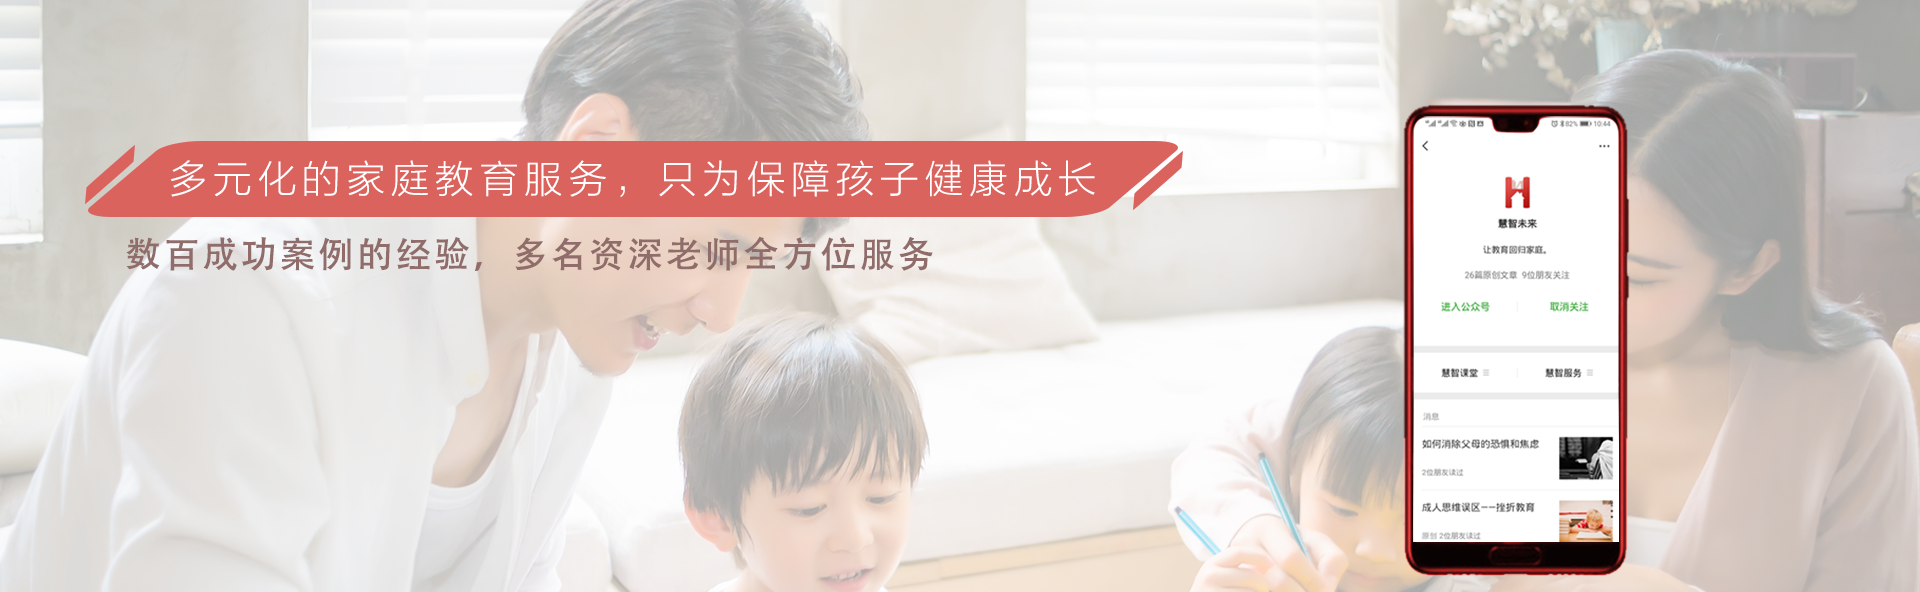 多元化的家庭教育服务，只为保障孩子健康成长
数百成功案例的经验，多名资深老师全方位服务
82% 10:44
慧智未来
让教育回归家庭。
26篇原创文章 9位朋友关注
进入公众号 取消关注
慧智课堂 慧智服务
消息
如何消除父母的恐惧和焦虑
2位朋友读过
成人思维误区——挫折教育
原创 2位朋友读过